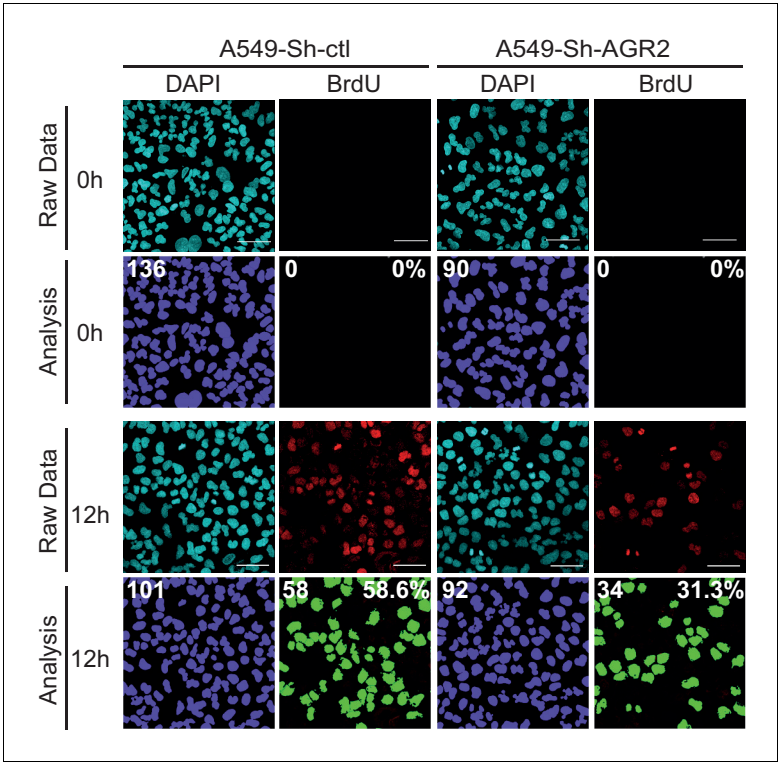 A549-Sh-ctl A549-Sh-AGR2
DAPI BrdU DAPI BrdU
Raw Data 0h
Analysis 0h 136 0 0% 90 0 0%
Raw Data 12h
Analysis 12h 101 58 58.6% 92 34 31.3%